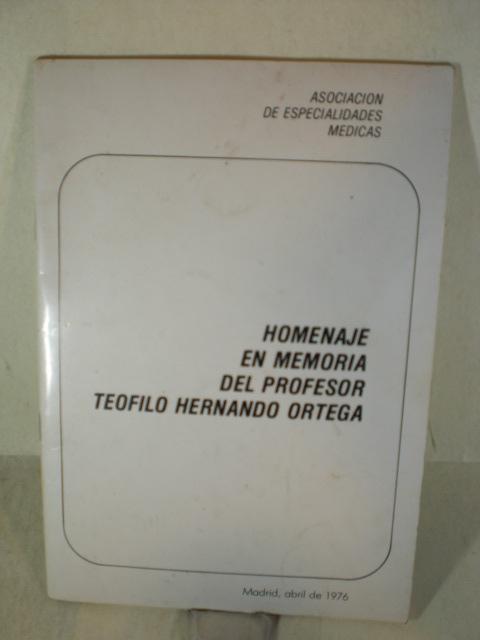 ASOCIACION
DE ESPECIALIDADES
MEDICAS
HOMENAJE
EN MEMORIA
DEL PROFESOR
TEOFILO HERNANDO ORTEGA
Madrid, abril de 1976